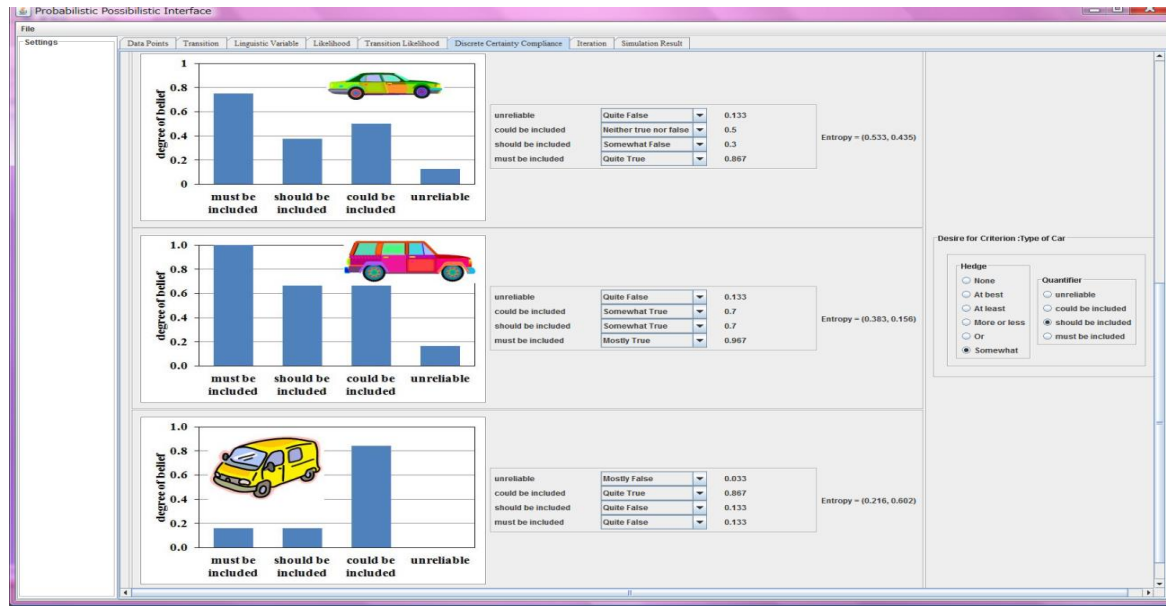 Probabilistic Possibilistic Interface
File
Settings
Data Points Transition Linguistic Variable Likelihood Transition Likelihood Discrete Certainty Compliance Iteration Simulation Result
degree of belief
1
0.8
0.6
0.4
0.2
0
must be included
should be included
could be included
unreliable
unreliable Quite False 0.133
could be included Neither true nor false 0.5
should be included Somewhat False 0.3
must be included Quite True 0.867
Entropy = (0.533, 0.435)
degree of belief
1.0
0.8
0.6
0.4
0.2
0.0
must be included
should be included
could be included
unreliable
unreliable Quite False 0.133
could be included Somewhat True 0.7
should be included Somewhat True 0.7
must be included Mostly True 0.967
Entropy = (0.383, 0.156)
degree of belief
1.0
0.8
0.6
0.4
0.2
0.0
must be included
should be included
could be included
unreliable
unreliable Mostly False 0.033
could be included Quite True 0.867
should be included Quite False 0.133
must be included Quite False 0.133
Entropy = (0.216, 0.602)
Desire for Criterion :Type of Car
Hedge
None
At best
At least
More or less
Or
Somewhat
Quantifier
unreliable
could be included
should be included
must be included